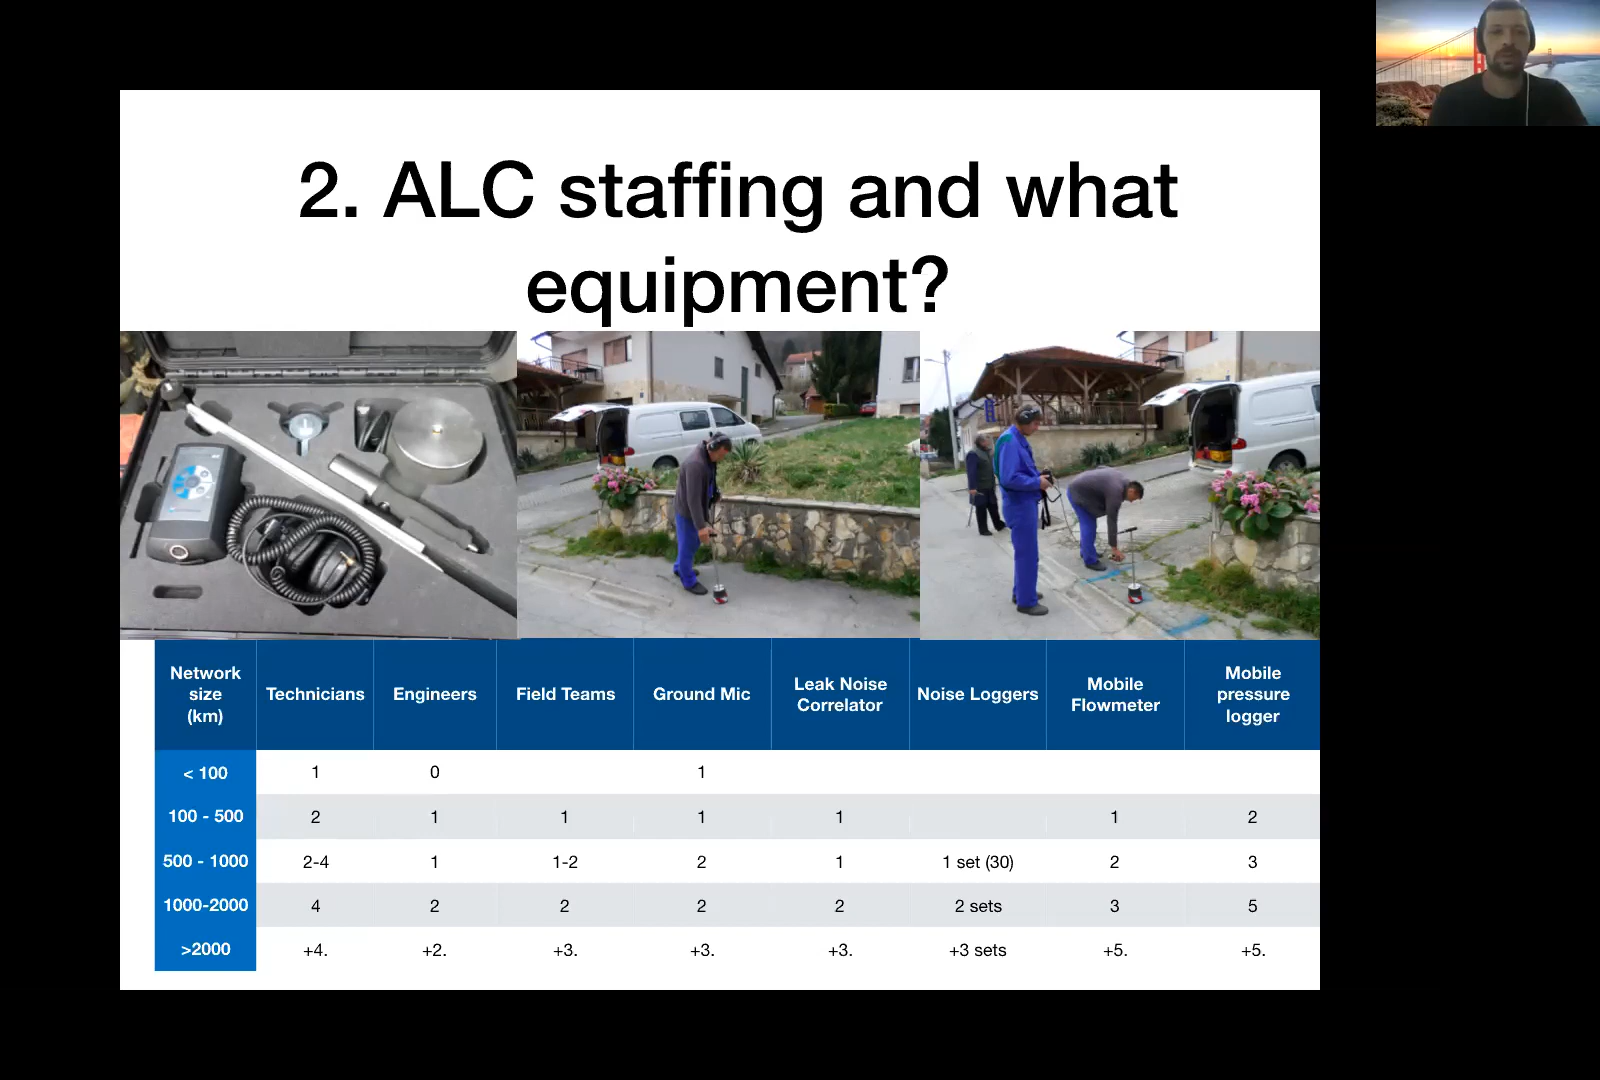 2. ALC staffing and what
equipment?
Network size (km) Technicians Engineers Field Teams Ground Mic Leak Noise Correlator Noise Loggers Mobile Flowmeter Mobile pressure logger
< 100 1 0 1
100 - 500 2 1 1 1 1 1 2
500 - 1000 2-4 1 1-2 2 1 1 set (30) 2 3
1000-2000 4 2 2 2 2 2 sets 3 5
>2000 +4. +2. +3. +3. +3. +3 sets +5. +5.